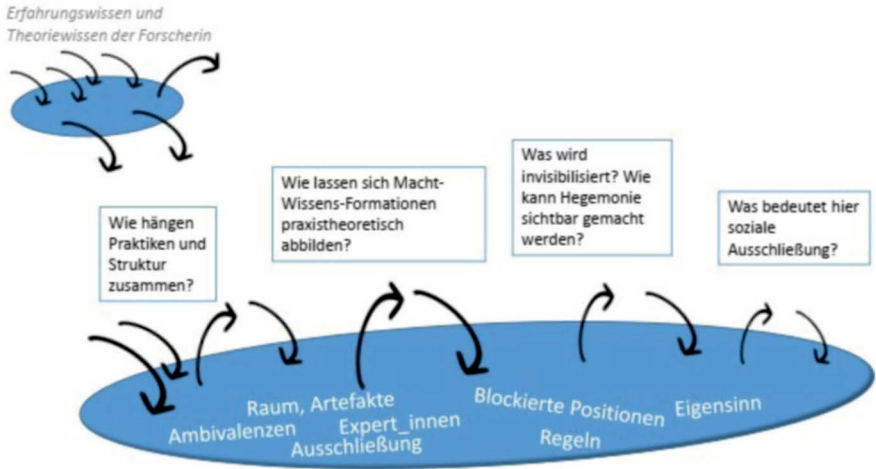 Erfahrungswissen und
Theoriewissen der Forscherin
Wie hängen
Praktiken und
Struktur
zusammen?
Wie lassen sich Macht-
Wissens-Formationen
praxistheoretisch
abbilden?
Was wird
invisibilisiert? Wie
kann Hegemonie
sichtbar gemacht
werden?
Was bedeutet hier
soziale
Ausschließung?
Raum, Artefakte
Ambivalenzen
Expert_innen
Ausschließung
Blockierte Positionen
Regeln
Eigensinn